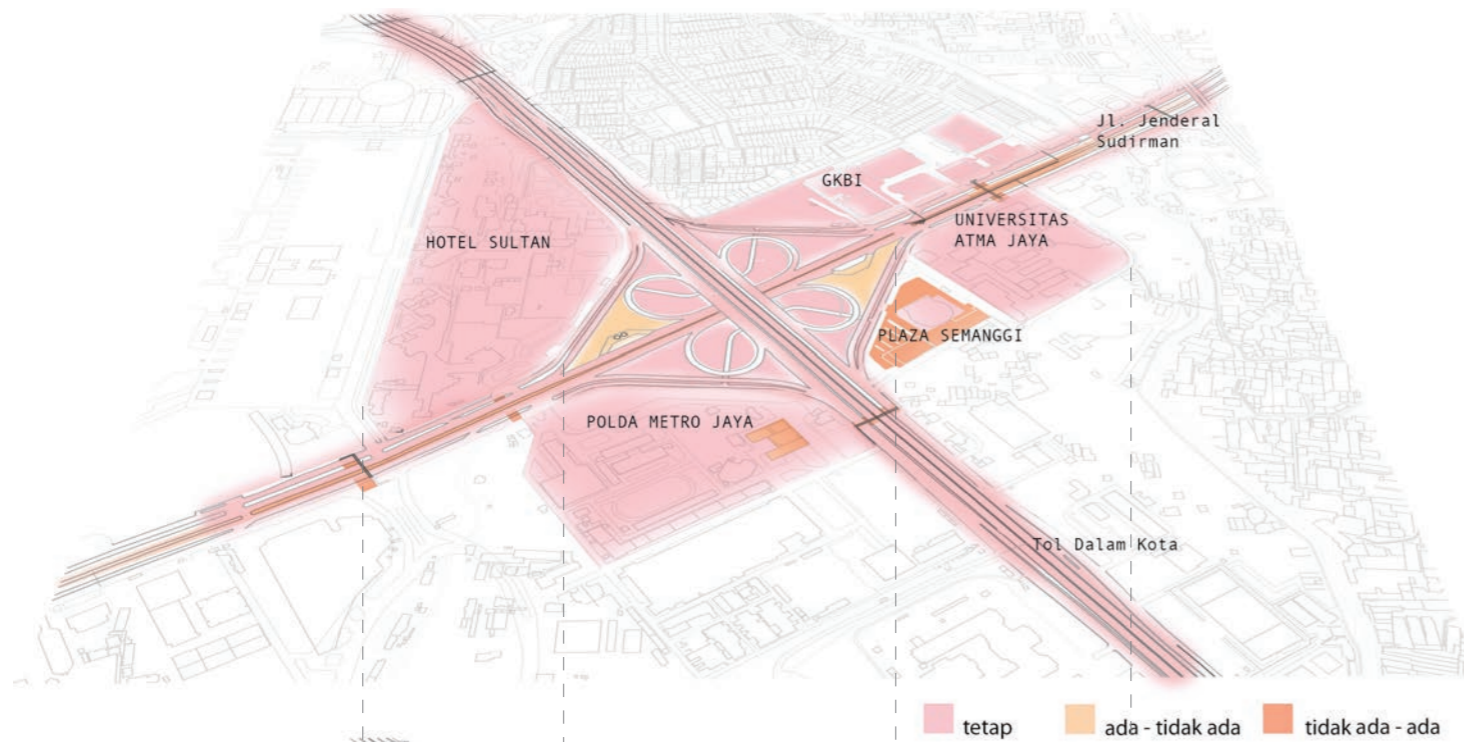 Jl. Jenderal
Sudirman
GKBI
UNIVERSITAS
ATMA JAYA
HOTEL SULTAN
PLAZA SEMANGGI
POLDA METRO JAYA
Tol Dalam Kota
tetap
ada - tidak ada
tidak ada - ada